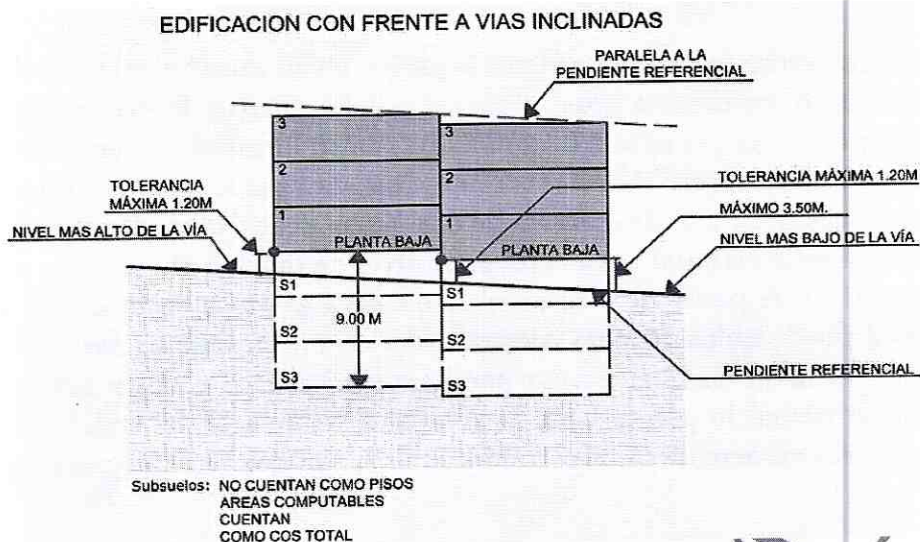 EDIFICACION CON FRENTE A VIAS INCLINADAS
PARALELA A LA
PENDIENTE REFERENCIAL
3
3
2
2
TOLERANCIA
MÁXIMA 1.20M
TOLERANCIA MÁXIMA 1.20M
1
1
MÁXIMO 3.50M.
NIVEL MAS ALTO DE LA VÍA
PLANTA BAJA
PLANTA BAJA
NIVEL MAS BAJO DE LA VÍA
S1
S1
9.00 M
S2
S2
S3
S3
PENDIENTE REFERENCIAL
Subsuelos: NO CUENTAN COMO PISOS
AREAS COMPUTABLES
CUENTAN
COMO COS TOTAL